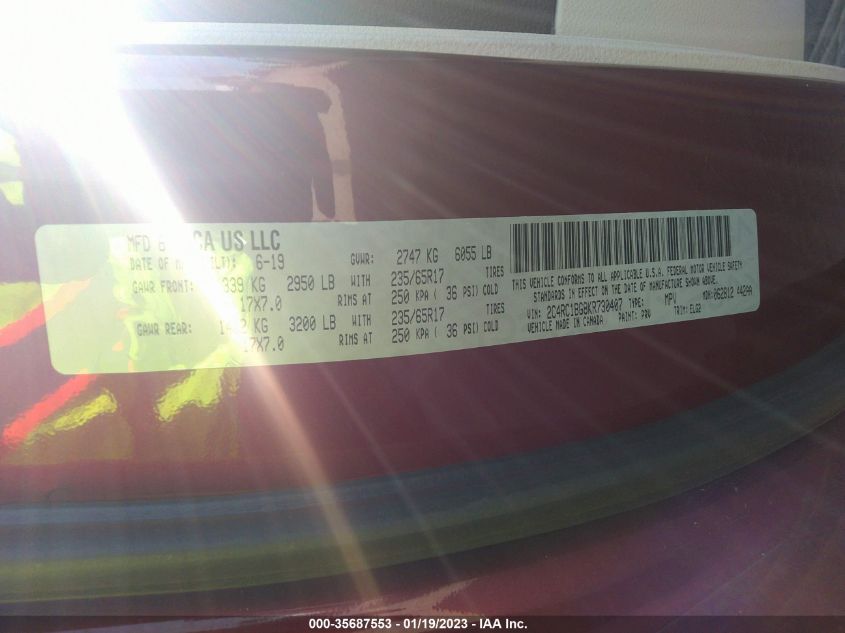 MFD CA US LLC
DATE OF 6-19 GVWR: 2747 KG 6055 LB
GAWR FRONT: KG 2950 LB WITH 235/65R17 TIRES
17X7.0 RIMS AT 250 KPA ( 36 PSI) COLD
GAWR REAR: KG 3200 LB WITH 235/65R17 TIRES
17X7.0 RIMS AT 250 KPA ( 36 PSI) COLD
THIS VEHICLE CONFORMS TO ALL APPLICABLE U.S.A. FEDERAL MOTOR VEHICLE SAFETY
STANDARDS IN EFFECT ON THE DATE OF MANUFACTURE SHOWN ABOVE.
VIN: 2C4RC1BG8KR730407 TYPE: MPV MDH:062812 44299
VEHICLE MADE IN CANADA PAINT: PRV TRIM:
000-35687553 — 01/19/2023 — IAA Inc.